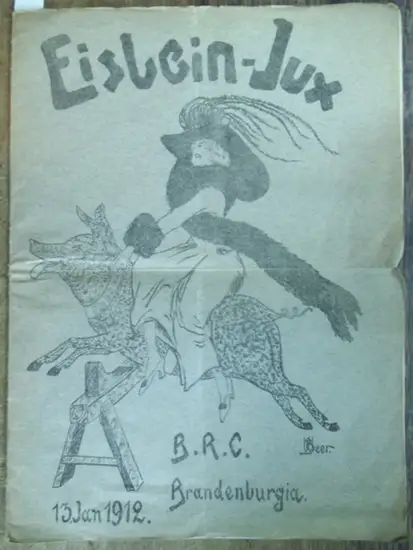 Eisbein-Jux
Beer.
B.R.C.
Brandenburgia.
13 Jan 1912.